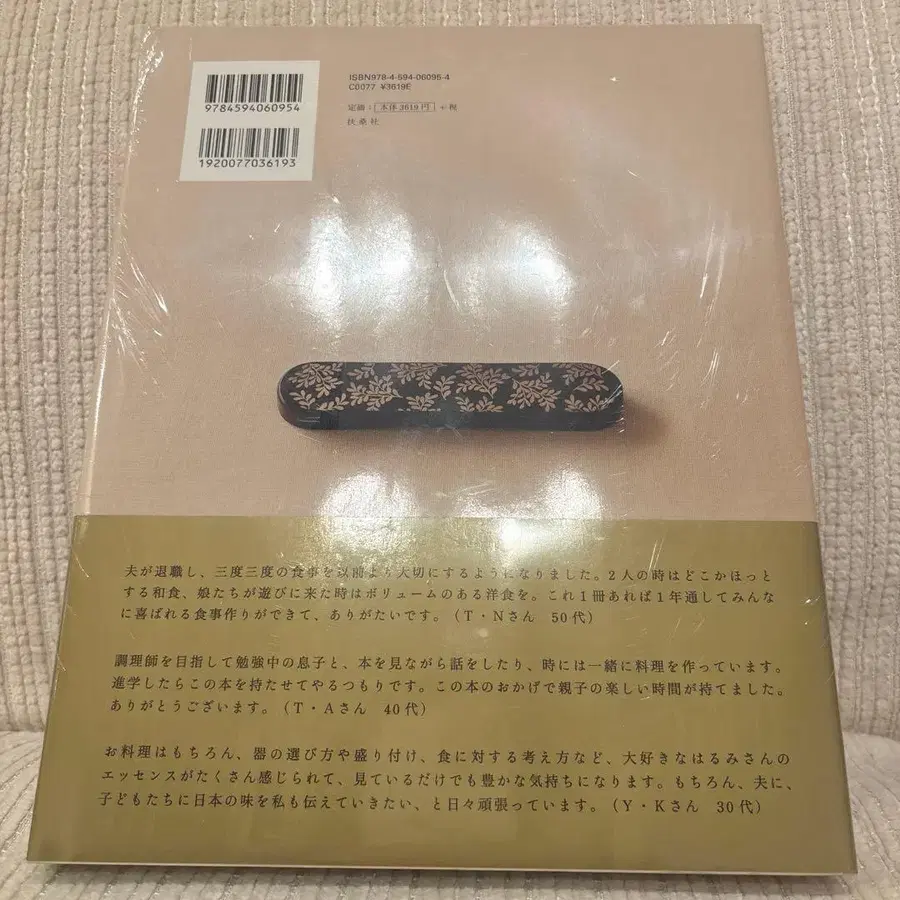 9784594060954
1920077036193
ISBN978-4-594-06095-4
C0077 ¥3619E
定価：本体3619円＋税
扶桑社
夫が退職し、三度三度の食事を以前より大切にするようになりました。2人の時はどこかほっと
する和食、娘たちが遊びに来た時はボリュームのある洋食を。これ1冊あれば1年通してみんな
に喜ばれる食事作りができて、ありがたいです。（T・Nさん　50代）
調理師を目指して勉強中の息子と、本を見ながら話をしたり、時には一緒に料理を作っています。
進学したらこの本を持たせてやるつもりです。この本のおかげで親子の楽しい時間が持てました。
ありがとうございます。（T・Aさん　40代）
お料理はもちろん、器の選び方や盛り付け、食に対する考え方など、大好きなはるみさんの
エッセンスがたくさん感じられて、見ているだけでも豊かな気持ちになります。もちろん、夫に、
子どもたちに日本の味を私も伝えていきたい、と日々頑張っています。（Y・Kさん　30代）